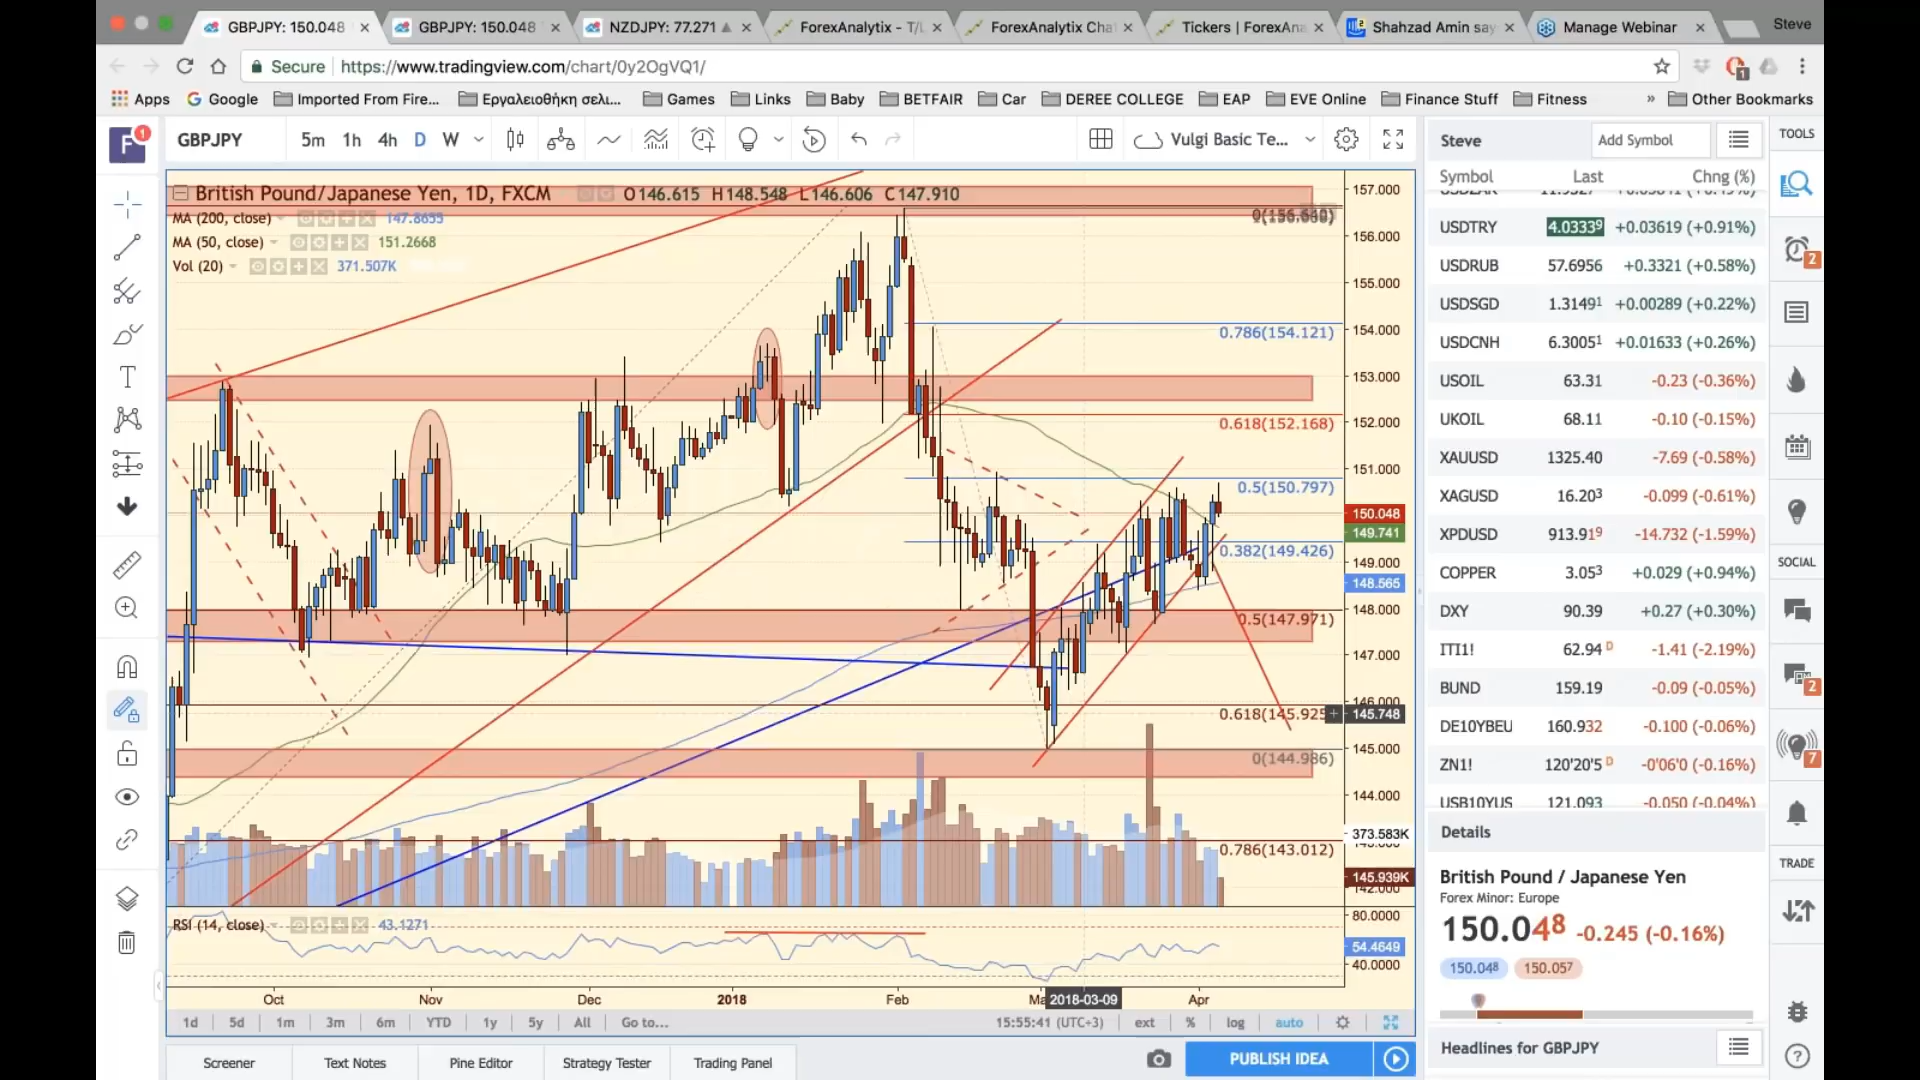 GBPJPY: 150.048
GBPJPY: 150.048
NZDJPY: 77.271
ForexAnalytix - T/L
ForexAnalytix Cha
Tickers | ForexAna
Shahzad Amin say
Manage Webinar
Steve
Secure
https://www.tradingview.com/chart/0y2OgVQ1/
Apps Google Imported From Fire... Εργαλειοθήκη σελι... Games Links Baby BETFAIR Car DEREE COLLEGE EAP EVE Online Finance Stuff Fitness » Other Bookmarks
F 1
GBPJPY 5m 1h 4h D W
Vulgi Basic Te...
British Pound/Japanese Yen, 1D, FXCM O146.615 H148.548 L146.606 C147.910
MA (200, close)
MA (50, close) 151.2668
Vol (20) 371.507K
0.786(154.121)
0.618(152.168)
0.5(150.797)
0.382(149.426)
0.5(147.971)
0.618(145.925
0(144.986)
0.786(143.012)
157.000
156.000
155.000
154.000
153.000
152.000
151.000
150.048
149.741
149.000
148.565
148.000
147.000
145.748
145.000
144.000
373.583K
145.939K
142.000
RSI (14, close) 43.1271
80.0000
54.4649
40.0000
Oct Nov Dec 2018 Feb Ma 2018-03-09 Apr
1d 5d 1m 3m 6m YTD 1y 5y All Go to... 15:55:41 (UTC+3) ext % log auto
Screener Text Notes Pine Editor Strategy Tester Trading Panel PUBLISH IDEA
Steve Add Symbol
Symbol Last Chng (%)
USDTRY 4.03339 +0.03619 (+0.91%)
USDRUB 57.6956 +0.3321 (+0.58%)
USDSGD 1.31491 +0.00289 (+0.22%)
USDCNH 6.30051 +0.01633 (+0.26%)
USOIL 63.31 -0.23 (-0.36%)
UKOIL 68.11 -0.10 (-0.15%)
XAUUSD 1325.40 -7.69 (-0.58%)
XAGUSD 16.203 -0.099 (-0.61%)
XPDUSD 913.919 -14.732 (-1.59%)
COPPER 3.053 +0.029 (+0.94%)
DXY 90.39 +0.27 (+0.30%)
ITI1! 62.94 D -1.41 (-2.19%)
BUND 159.19 -0.09 (-0.05%)
DE10YBEU 160.932 -0.100 (-0.06%)
ZN1! 120'20'5 D -0'06'0 (-0.16%)
USB10YUS 121.093 -0.050 (-0.04%)
Details
British Pound / Japanese Yen
Forex Minor: Europe
150.048 -0.245 (-0.16%)
150.048 150.057
Headlines for GBPJPY
TOOLS
2
SOCIAL
2
7
TRADE